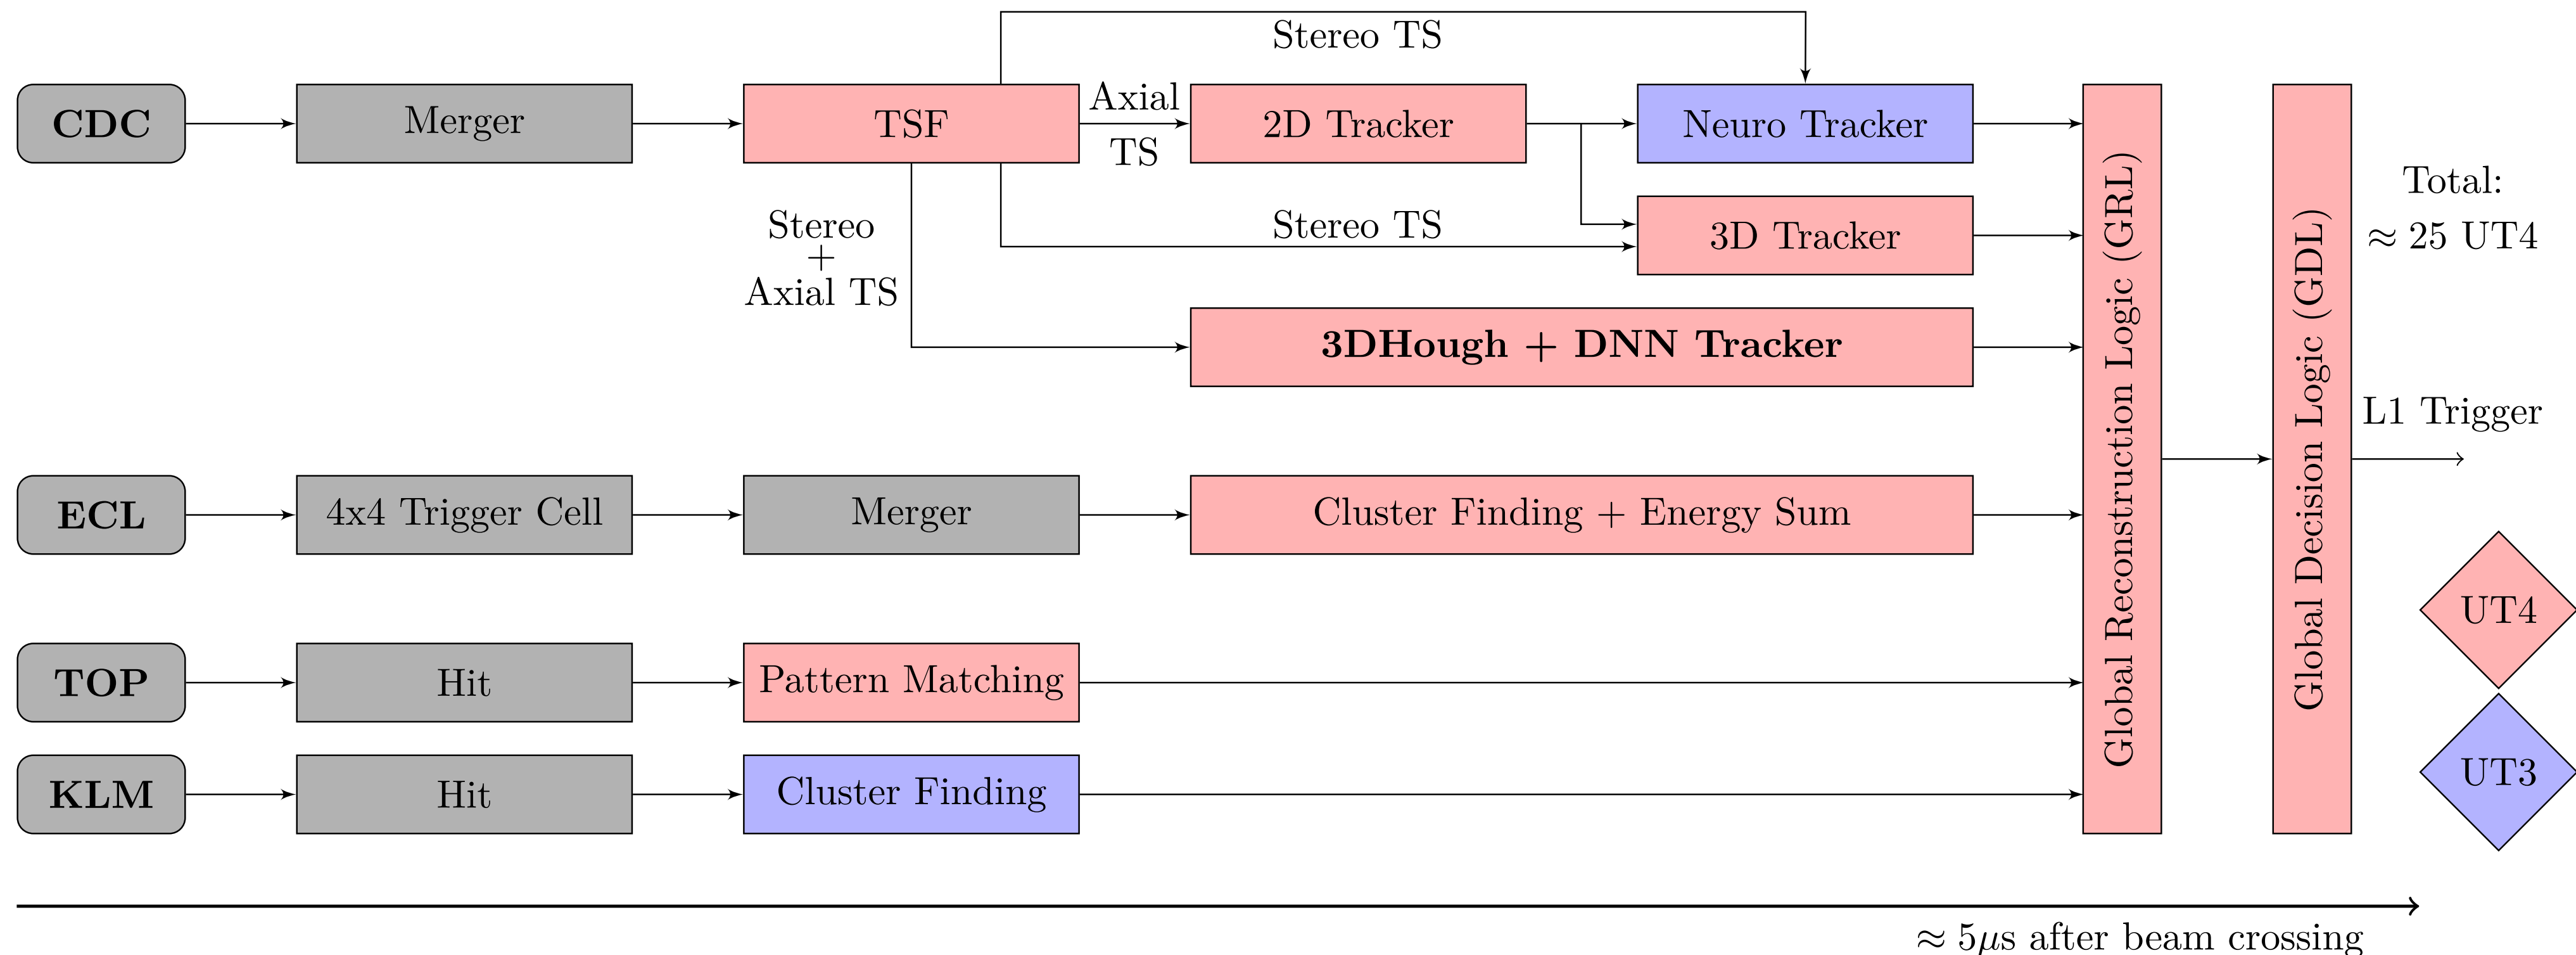 Stereo TS
CDC
Merger
TSF
Axial
TS
2D Tracker
Neuro Tracker
Stereo
+
Axial TS
Stereo TS
3D Tracker
3DHough + DNN Tracker
ECL
4x4 Trigger Cell
Merger
Cluster Finding + Energy Sum
TOP
Hit
Pattern Matching
KLM
Hit
Cluster Finding
Global Reconstruction Logic (GRL)
Global Decision Logic (GDL)
Total:
≈ 25 UT4
L1 Trigger
UT4
UT3
≈ 5μs after beam crossing